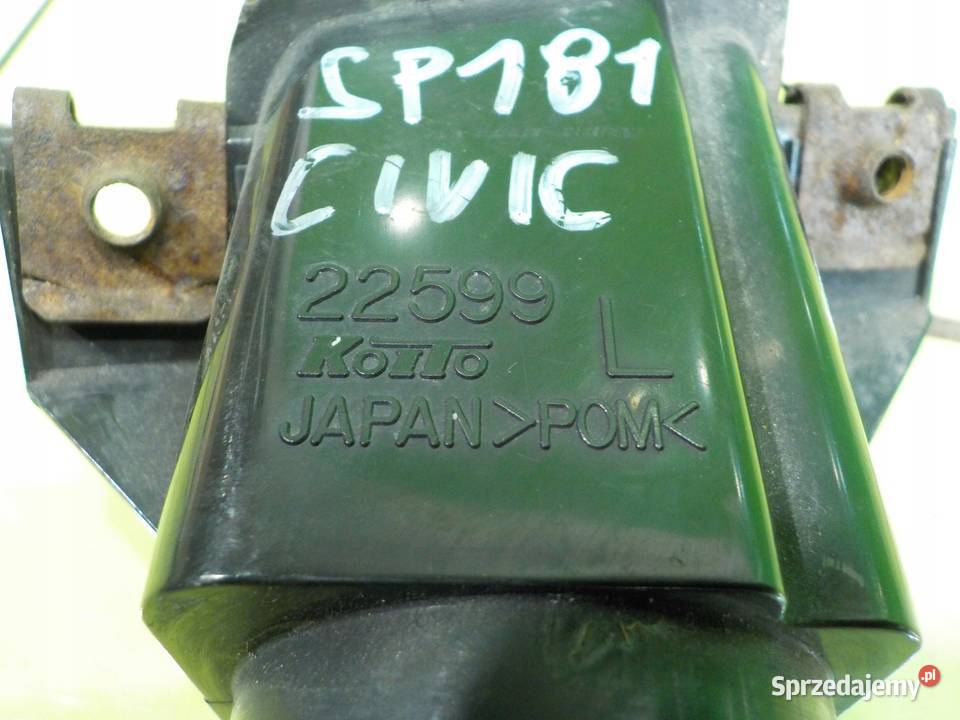 SP181
CIVIC
22599 L
KOITO
JAPAN >POM<
Sprzedajemy.pl